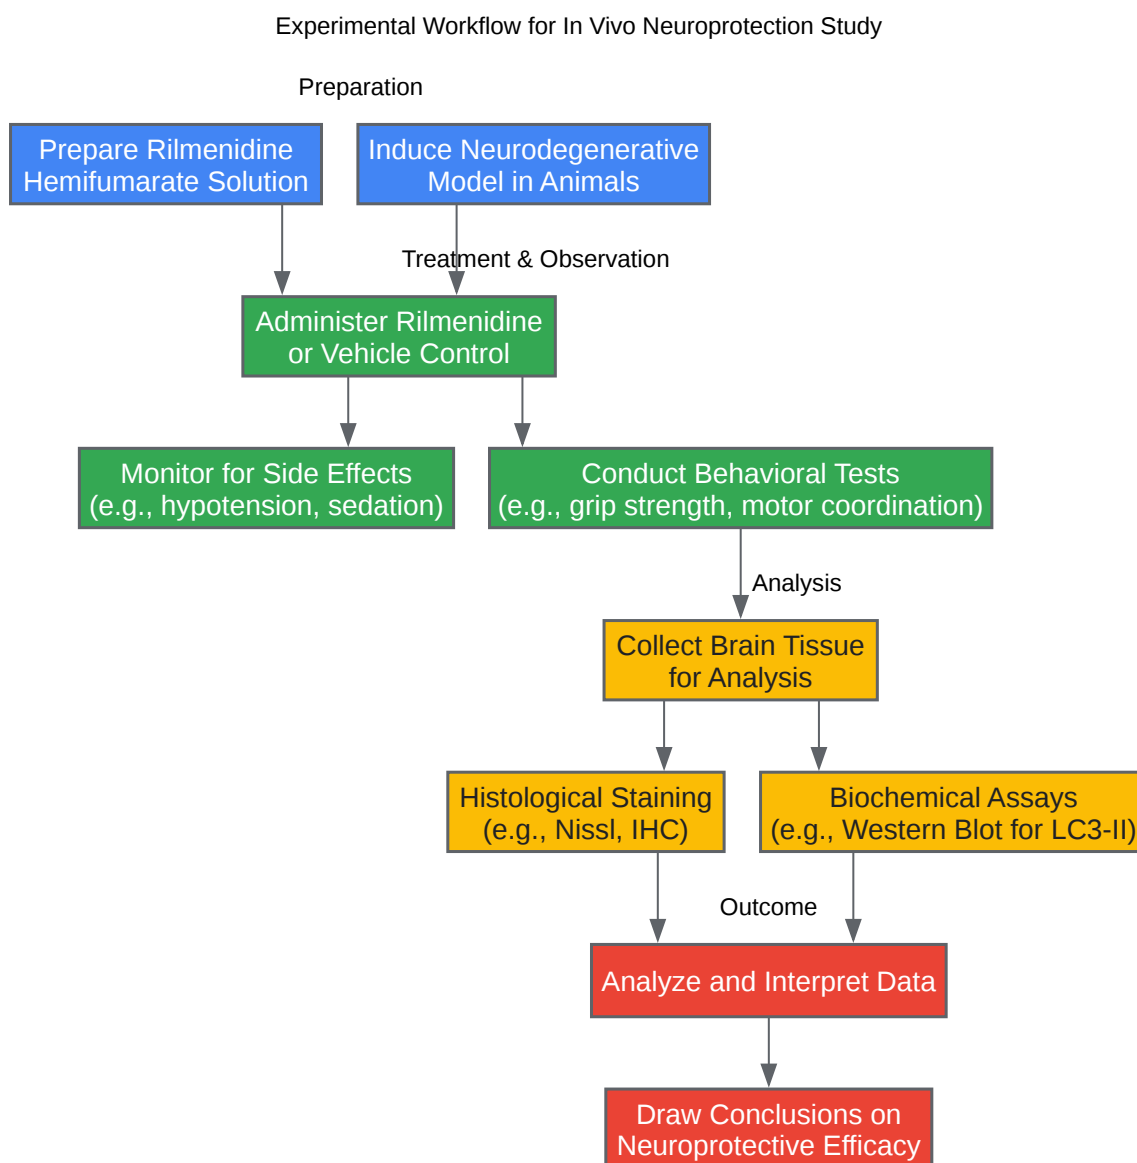 Experimental Workflow for In Vivo Neuroprotection Study
Preparation
Prepare Rilmenidine
Hemifumarate Solution
Induce Neurodegenerative
Model in Animals
Treatment & Observation
Administer Rilmenidine
or Vehicle Control
Monitor for Side Effects
(e.g., hypotension, sedation)
Conduct Behavioral Tests
(e.g., grip strength, motor coordination)
Analysis
Collect Brain Tissue
for Analysis
Histological Staining
(e.g., Nissl, IHC)
Biochemical Assays
(e.g., Western Blot for LC3-II)
Outcome
Analyze and Interpret Data
Draw Conclusions on
Neuroprotective Efficacy